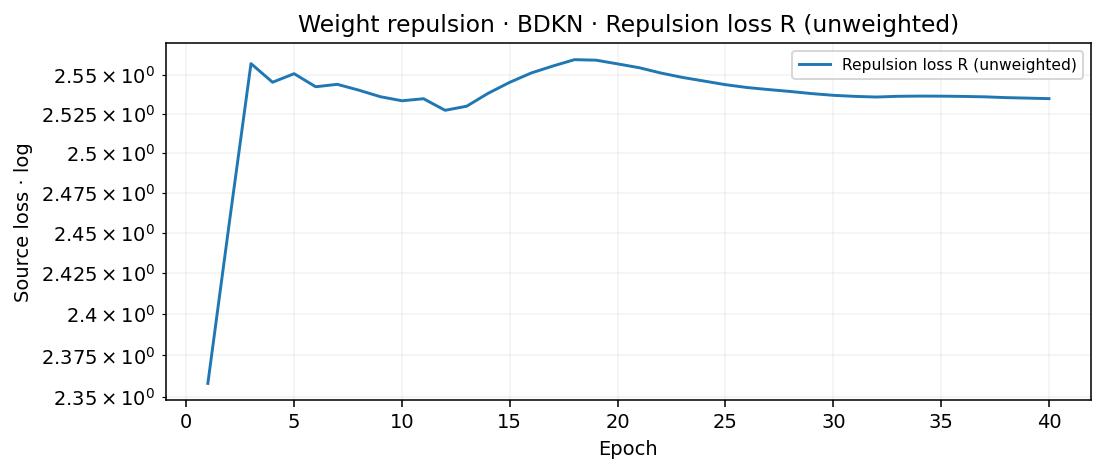 Weight repulsion · BDKN · Repulsion loss R (unweighted)
Repulsion loss R (unweighted)
Source loss · log
2.55 × 10⁰
2.525 × 10⁰
2.5 × 10⁰
2.475 × 10⁰
2.45 × 10⁰
2.425 × 10⁰
2.4 × 10⁰
2.375 × 10⁰
2.35 × 10⁰
0 5 10 15 20 25 30 35 40
Epoch